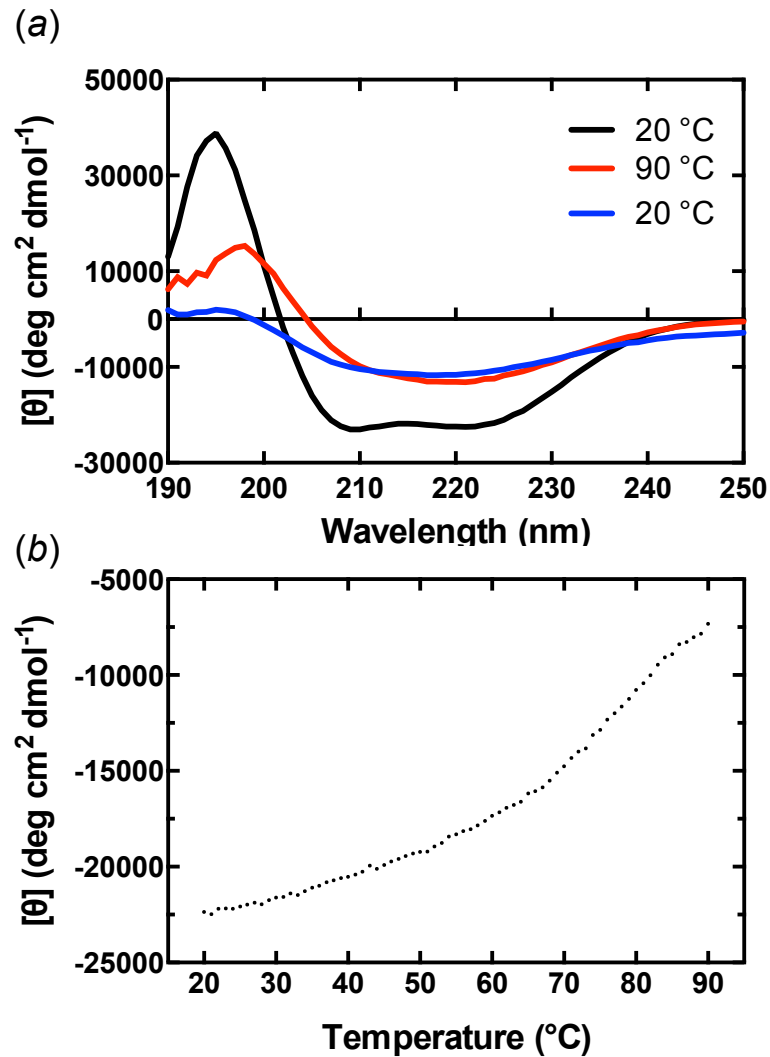 (a)
50000
30000
10000
0
-10000
-30000
[θ] (deg cm² dmol⁻¹)
20 °C
90 °C
20 °C
190 200 210 220 230 240 250
Wavelength (nm)
(b)
-5000
-10000
-15000
-20000
-25000
[θ] (deg cm² dmol⁻¹)
20 30 40 50 60 70 80 90
Temperature (°C)